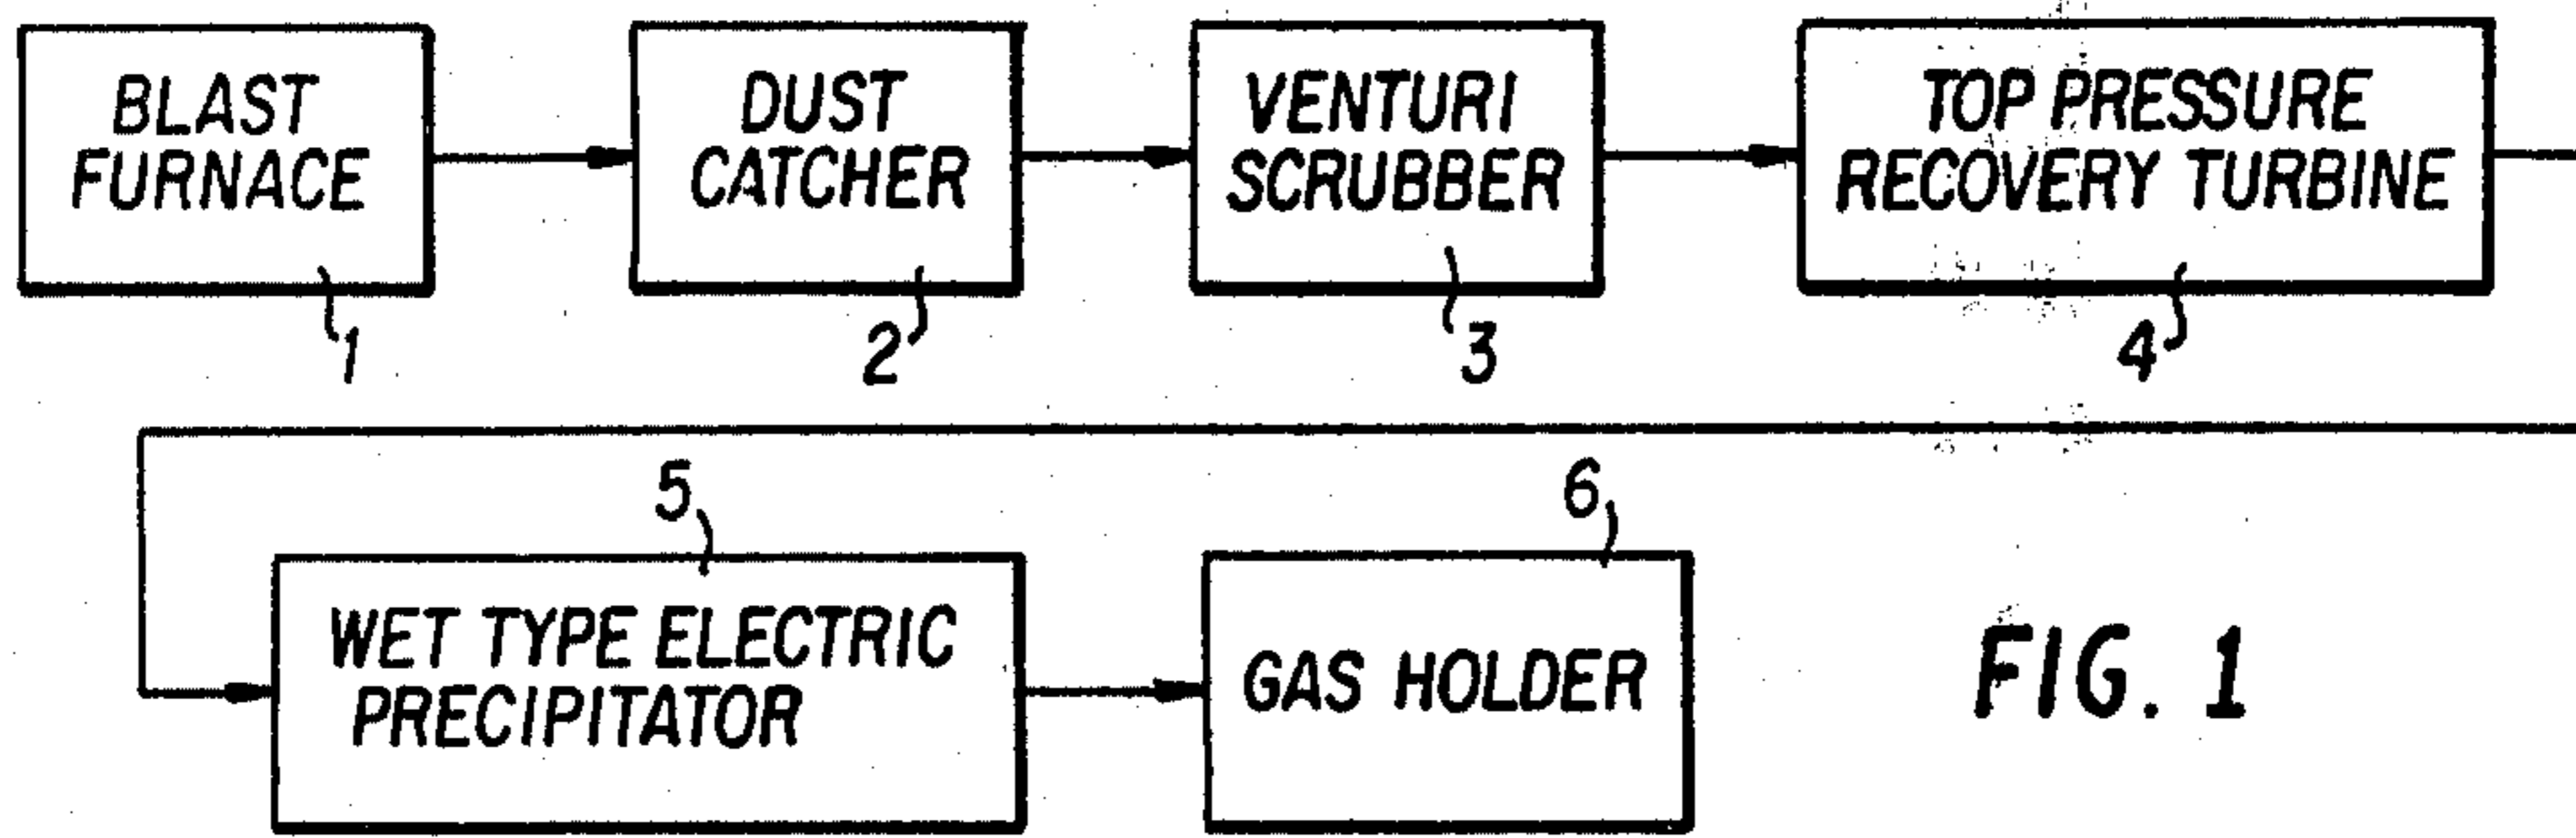 BLAST
FURNACE
1
DUST
CATCHER
2
VENTURI
SCRUBBER
3
TOP PRESSURE
RECOVERY TURBINE
4
5
WET TYPE ELECTRIC
PRECIPITATOR
6
GAS HOLDER
FIG. 1